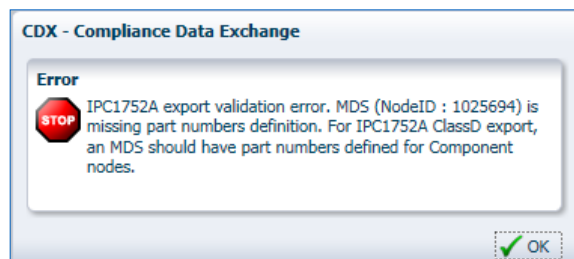 CDX - Compliance Data Exchange
Error
STOP
IPC1752A export validation error. MDS (NodeID : 1025694) is
missing part numbers definition. For IPC1752A ClassD export,
an MDS should have part numbers defined for Component
nodes.
OK